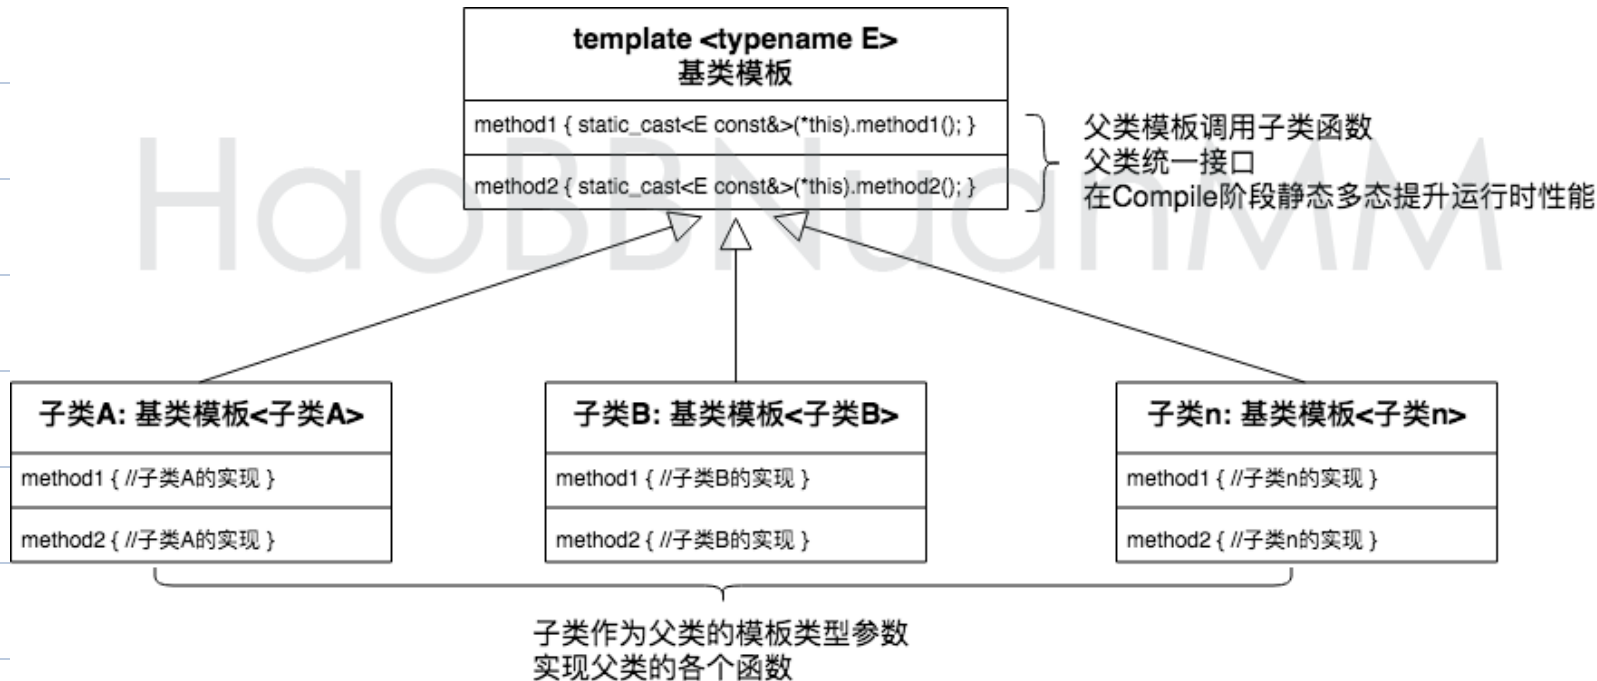 template <typename E>
基类模板
method1 { static_cast<E const&>(*this).method1(); }
method2 { static_cast<E const&>(*this).method2(); }
父类模板调用子类函数
父类统一接口
在Compile阶段静态多态提升运行时性能
HaoBBNuanMM
子类A: 基类模板<子类A>
method1 { //子类A的实现 }
method2 { //子类A的实现 }
子类B: 基类模板<子类B>
method1 { //子类B的实现 }
method2 { //子类B的实现 }
子类n: 基类模板<子类n>
method1 { //子类n的实现 }
method2 { //子类n的实现 }
子类作为父类的模板类型参数
实现父类的各个函数